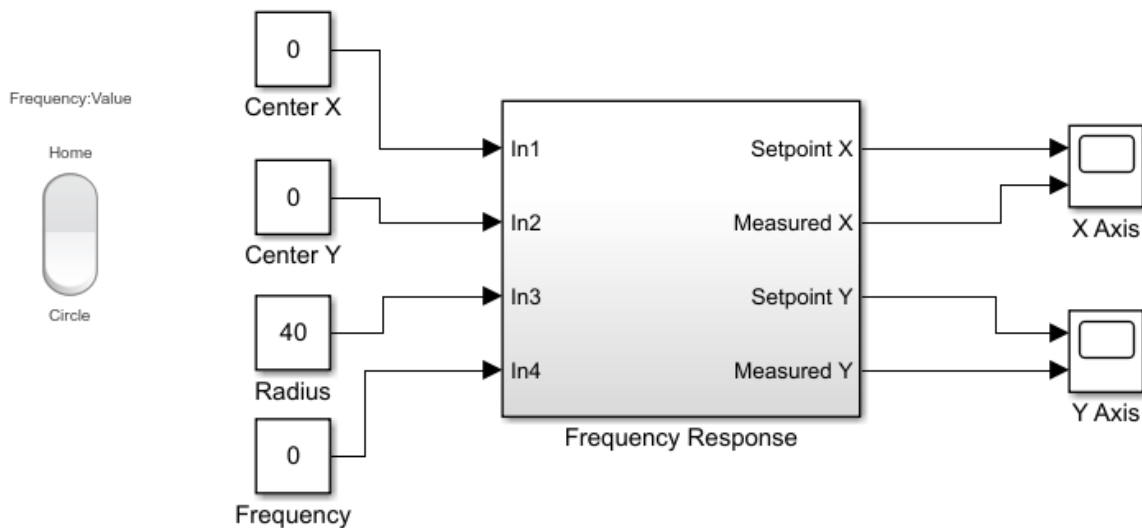 Frequency:Value
Home
Circle
0
Center X
0
Center Y
40
Radius
0
Frequency
In1
In2
In3
In4
Setpoint X
Measured X
Setpoint Y
Measured Y
Frequency Response
X Axis
Y Axis